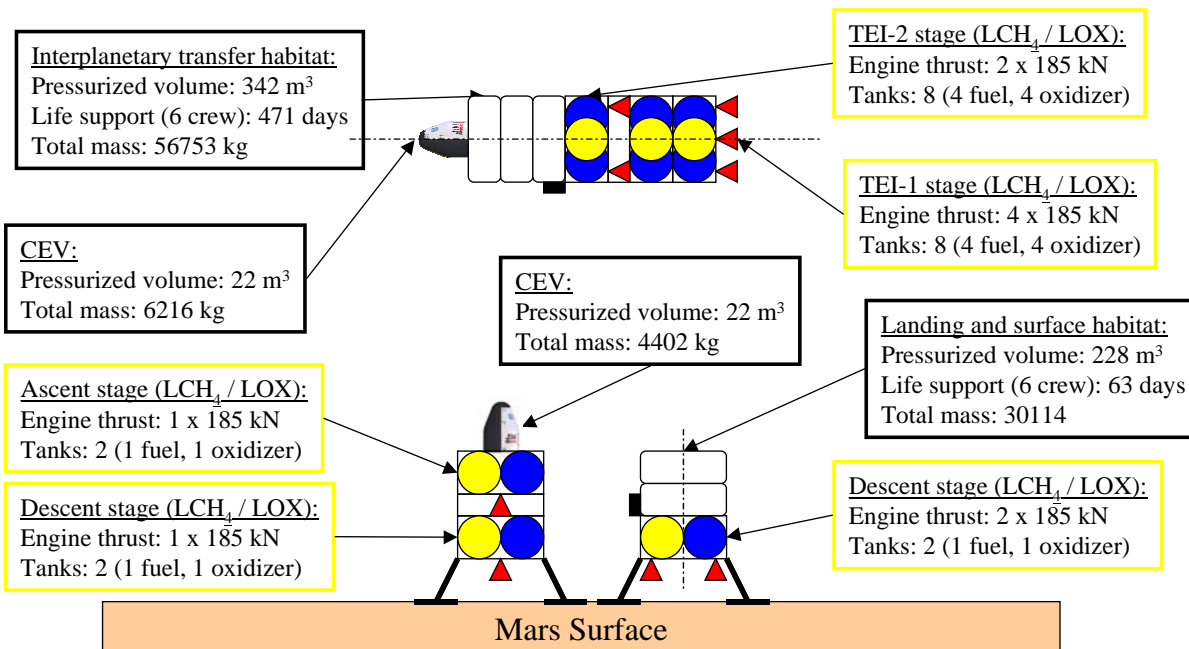 Interplanetary transfer habitat:
Pressurized volume: 342 m³
Life support (6 crew): 471 days
Total mass: 56753 kg
TEI-2 stage (LCH₄ / LOX):
Engine thrust: 2 x 185 kN
Tanks: 8 (4 fuel, 4 oxidizer)
TEI-1 stage (LCH₄ / LOX):
Engine thrust: 4 x 185 kN
Tanks: 8 (4 fuel, 4 oxidizer)
CEV:
Pressurized volume: 22 m³
Total mass: 6216 kg
CEV:
Pressurized volume: 22 m³
Total mass: 4402 kg
Landing and surface habitat:
Pressurized volume: 228 m³
Life support (6 crew): 63 days
Total mass: 30114
Ascent stage (LCH₄ / LOX):
Engine thrust: 1 x 185 kN
Tanks: 2 (1 fuel, 1 oxidizer)
Descent stage (LCH₄ / LOX):
Engine thrust: 1 x 185 kN
Tanks: 2 (1 fuel, 1 oxidizer)
Descent stage (LCH₄ / LOX):
Engine thrust: 2 x 185 kN
Tanks: 2 (1 fuel, 1 oxidizer)
Mars Surface